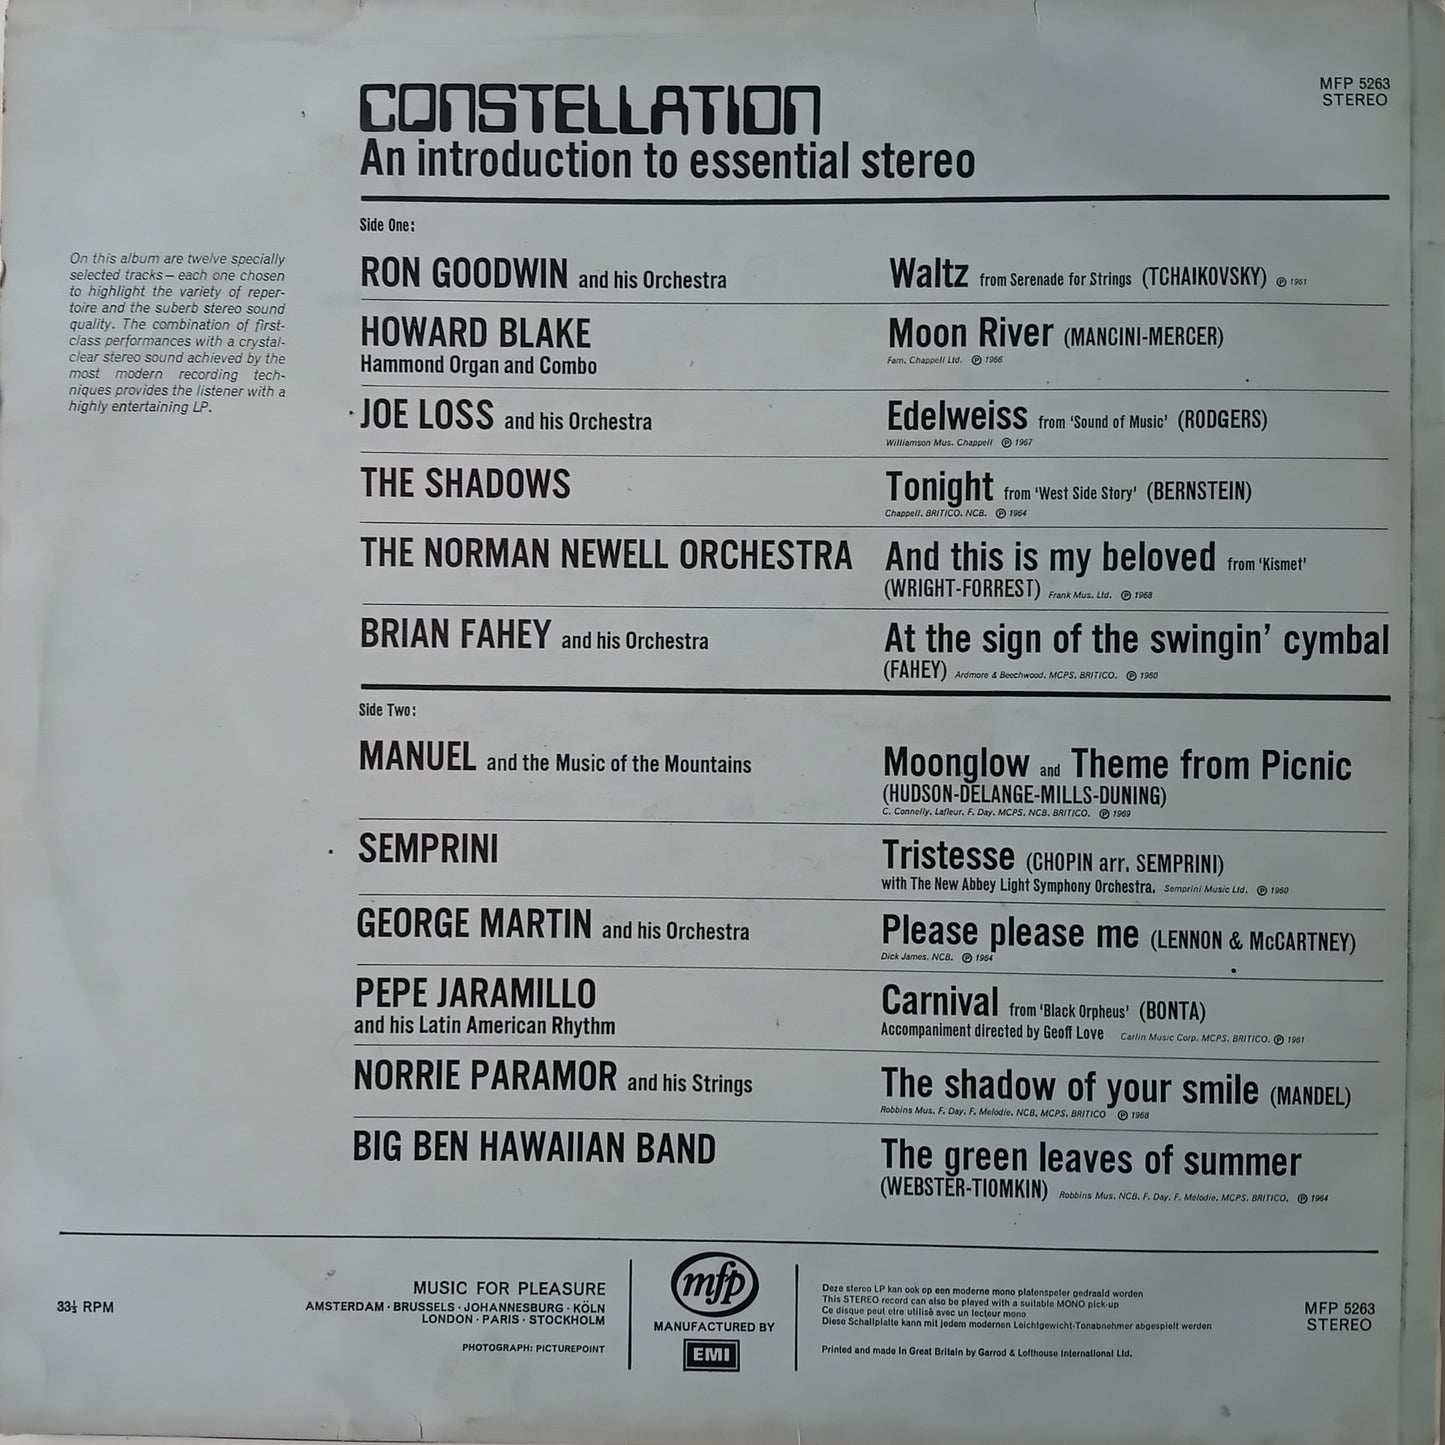 CONSTELLATION
An introduction to essential stereo
MFP 5263
STEREO
On this album are twelve specially
selected tracks – each one chosen
to highlight the variety of reper-
toire and the suberb stereo sound
quality. The combination of first-
class performances with a crystal-
clear stereo sound achieved by the
most modern recording tech-
niques provides the listener with a
highly entertaining LP.
Side One:
RON GOODWIN and his Orchestra
Waltz from Serenade for Strings (TCHAIKOVSKY) ℗ 1961
HOWARD BLAKE
Hammond Organ and Combo
Moon River (MANCINI-MERCER)
Fam. Chappell Ltd. ℗ 1966
JOE LOSS and his Orchestra
Edelweiss from 'Sound of Music' (RODGERS)
Williamson Mus. Chappell ℗ 1967
THE SHADOWS
Tonight from 'West Side Story' (BERNSTEIN)
Chappell. BRITICO. NCB. ℗ 1964
THE NORMAN NEWELL ORCHESTRA
And this is my beloved from 'Kismet'
(WRIGHT-FORREST) Frank Mus. Ltd. ℗ 1968
BRIAN FAHEY and his Orchestra
At the sign of the swingin' cymbal
(FAHEY) Ardmore & Beechwood. MCPS. BRITICO. ℗ 1960
Side Two:
MANUEL and the Music of the Mountains
Moonglow and Theme from Picnic
(HUDSON-DELANGE-MILLS-DUNING)
C. Connelly. Lafleur. F. Day. MCPS. NCB. BRITICO. ℗ 1969
SEMPRINI
Tristesse (CHOPIN arr. SEMPRINI)
with The New Abbey Light Symphony Orchestra. Semprini Music Ltd. ℗ 1960
GEORGE MARTIN and his Orchestra
Please please me (LENNON & McCARTNEY)
Dick James. NCB. ℗ 1964
PEPE JARAMILLO
and his Latin American Rhythm
Carnival from 'Black Orpheus' (BONTA)
Accompaniment directed by Geoff Love Carlin Music Corp. MCPS. BRITICO. ℗ 1961
NORRIE PARAMOR and his Strings
The shadow of your smile (MANDEL)
Robbins Mus. F. Day. F. Melodie. NCB. MCPS. BRITICO ℗ 1968
BIG BEN HAWAIIAN BAND
The green leaves of summer
(WEBSTER-TIOMKIN) Robbins Mus. NCB. F. Day. F. Melodie. MCPS. BRITICO. ℗ 1964
33⅓ RPM
MUSIC FOR PLEASURE
AMSTERDAM · BRUSSELS · JOHANNESBURG · KÖLN
LONDON · PARIS · STOCKHOLM
PHOTOGRAPH: PICTUREPOINT
mfp
MANUFACTURED BY
EMI
Deze stereo LP kan ook op een moderne mono platenspeler gedraaid worden
This STEREO record can also be played with a suitable MONO pick-up
Ce disque peut etre utilisé avec un lecteur mono
Diese Schallplatte kann mit jedem modernen Leichtgewicht-Tonabnehmer abgespielt werden
Printed and made in Great Britain by Garrod & Lofthouse International Ltd.
MFP 5263
STEREO